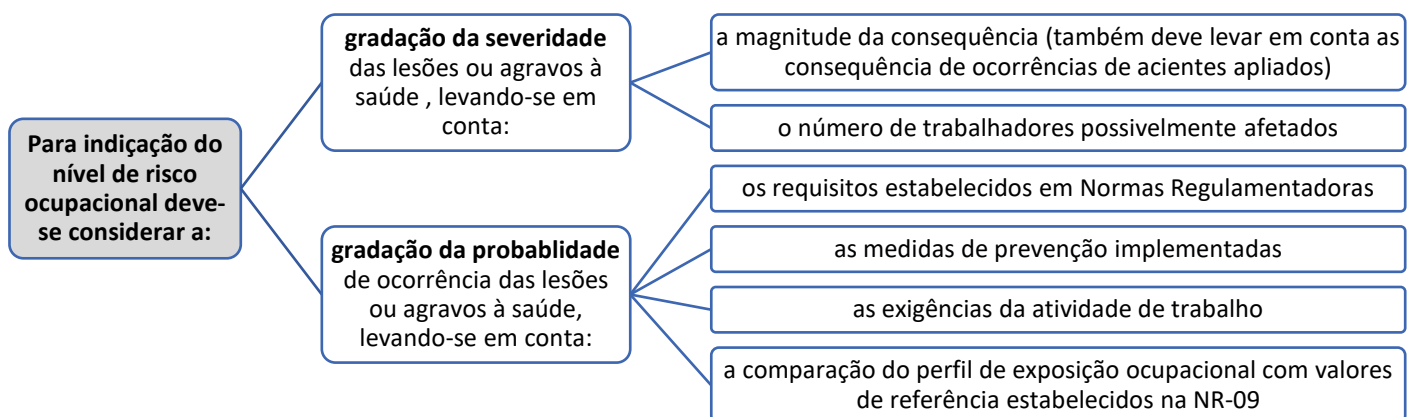 Para indicação do
nível de risco
ocupacional deve-
se considerar a:
gradação da severidade
das lesões ou agravos à
saúde , levando-se em
conta:
a magnitude da consequência (também deve levar em conta as
consequência de ocorrências de acientes apliados)
o número de trabalhadores possivelmente afetados
gradação da probablidade
de ocorrência das lesões
ou agravos à saúde,
levando-se em conta:
os requisitos estabelecidos em Normas Regulamentadoras
as medidas de prevenção implementadas
as exigências da atividade de trabalho
a comparação do perfil de exposição ocupacional com valores
de referência estabelecidos na NR-09